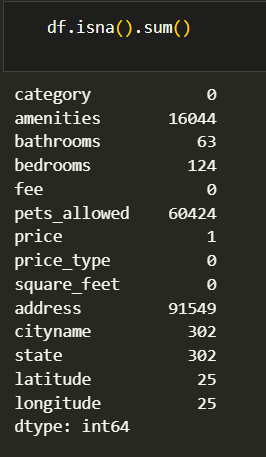 df.isna().sum()
category 0
amenities 16044
bathrooms 63
bedrooms 124
fee 0
pets_allowed 60424
price 1
price_type 0
square_feet 0
address 91549
cityname 302
state 302
latitude 25
longitude 25
dtype: int64